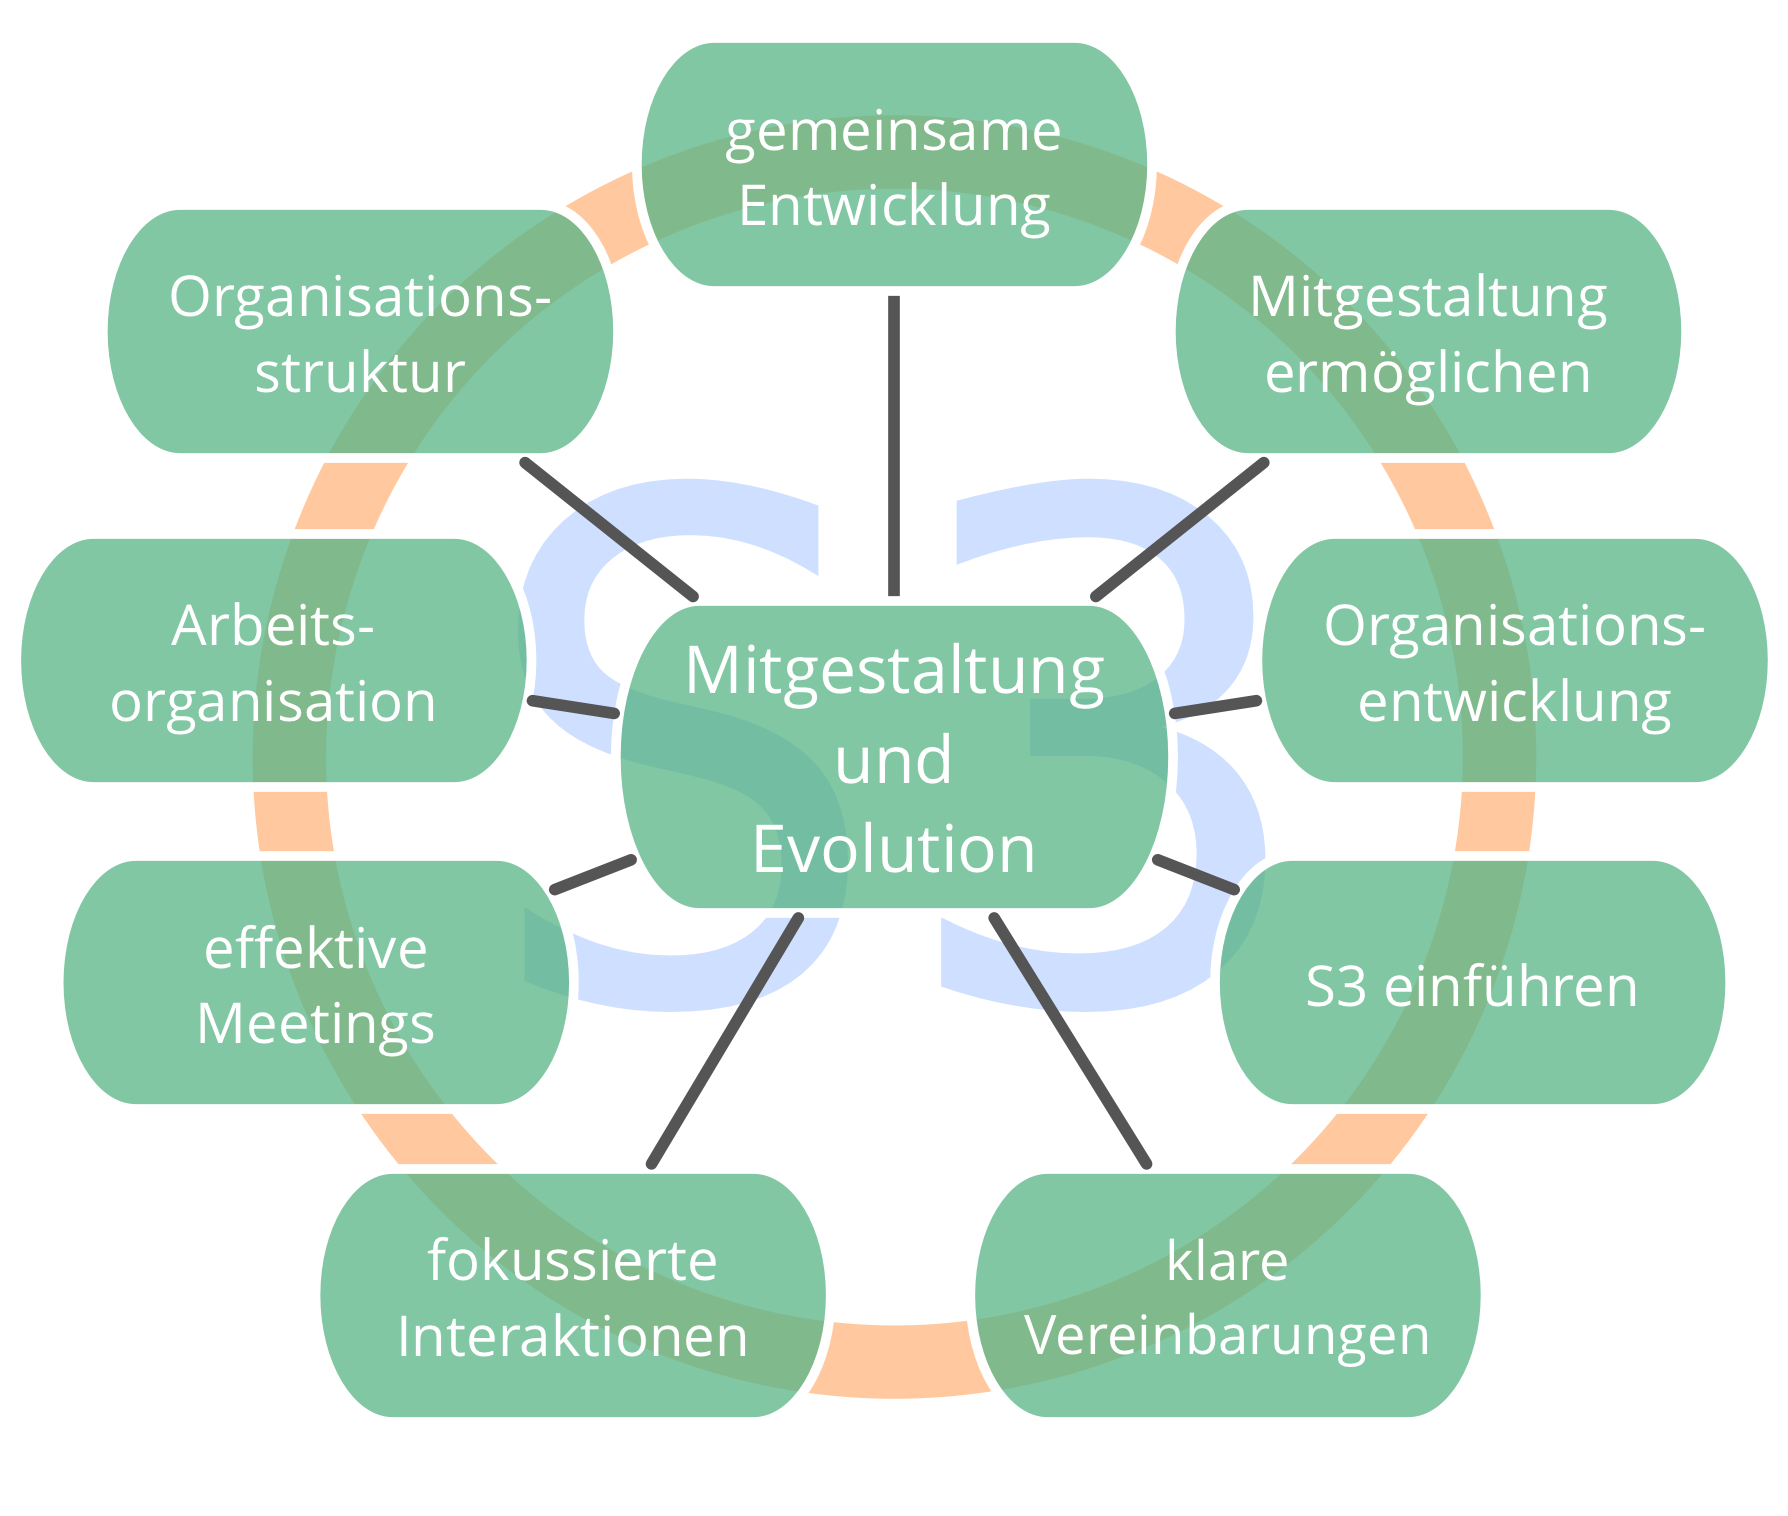 gemeinsame
Entwicklung
Organisations-
struktur
Mitgestaltung
ermöglichen
Arbeits-
organisation
Mitgestaltung
und
Evolution
Organisations-
entwicklung
effektive
Meetings
S3 einführen
fokussierte
Interaktionen
klare
Vereinbarungen
S3